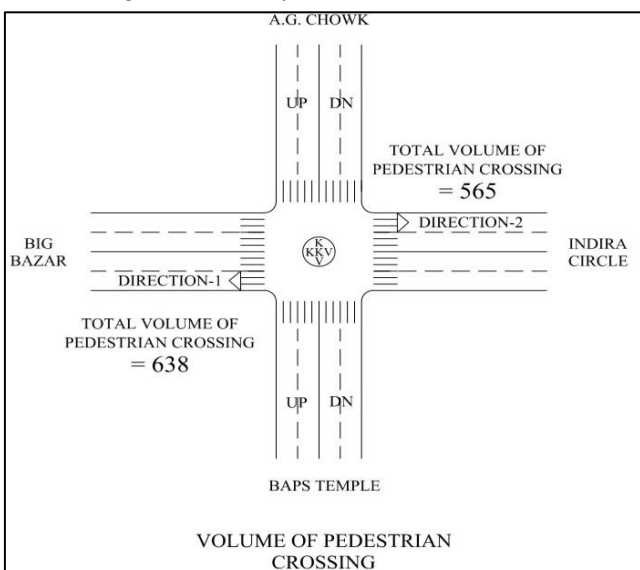 A.G. CHOWK
UP DN
TOTAL VOLUME OF
PEDESTRIAN CROSSING
= 565
DIRECTION-2
BIG
BAZAR
K
KKV
V
INDIRA
CIRCLE
DIRECTION-1
TOTAL VOLUME OF
PEDESTRIAN CROSSING
= 638
UP DN
BAPS TEMPLE
VOLUME OF PEDESTRIAN
CROSSING